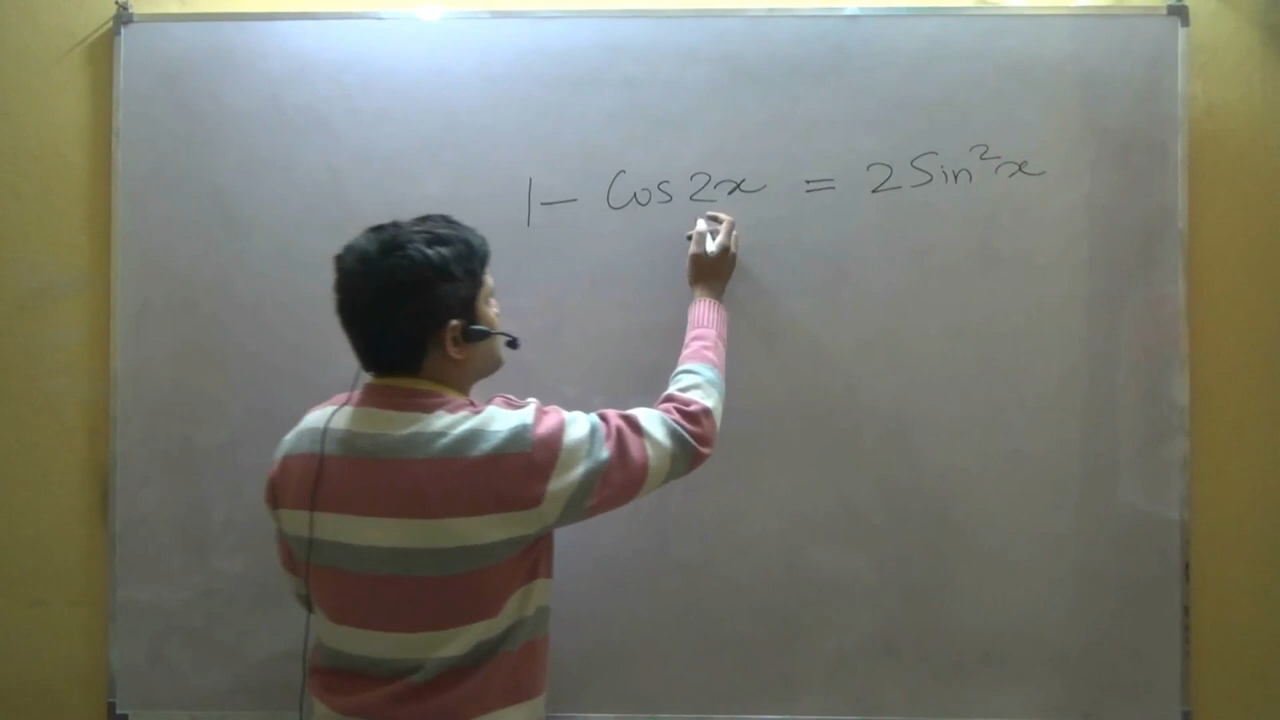 1 - Cos 2x = 2 Sin²x